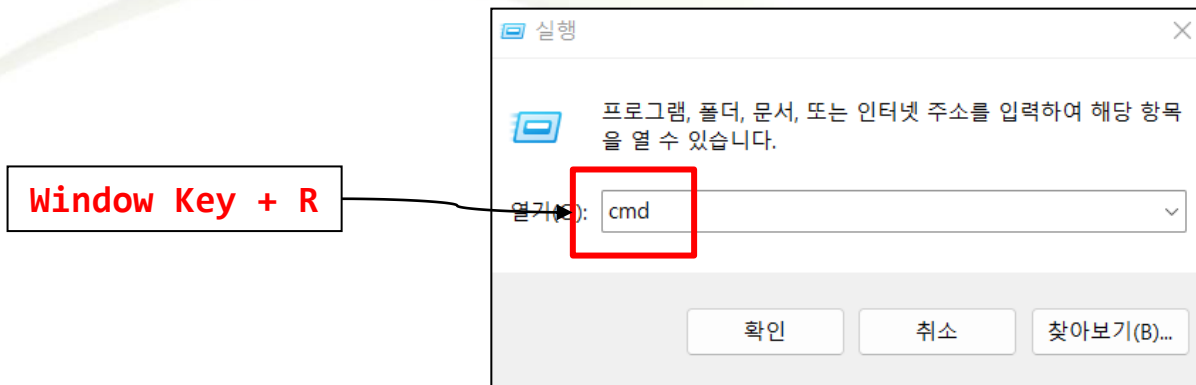 실행
프로그램, 폴더, 문서, 또는 인터넷 주소를 입력하여 해당 항목
을 열 수 있습니다.
Window Key + R
열기(O): cmd
확인 취소 찾아보기(B)...